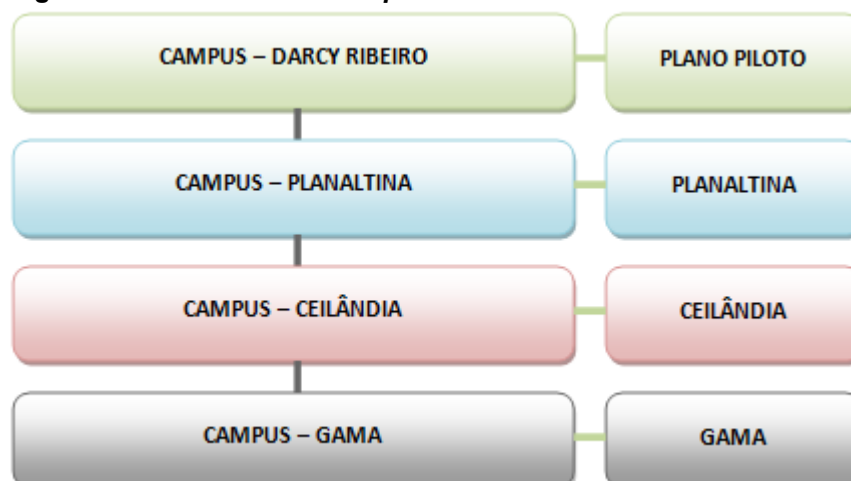 CAMPUS – DARCY RIBEIRO PLANO PILOTO
CAMPUS – PLANALTINA PLANALTINA
CAMPUS – CEILÂNDIA CEILÂNDIA
CAMPUS – GAMA GAMA